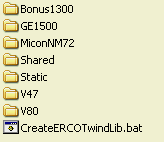 Bonus1300
GE1500
MiconNM72
Shared
Static
V47
V80
CreateERCOTwindLib.bat